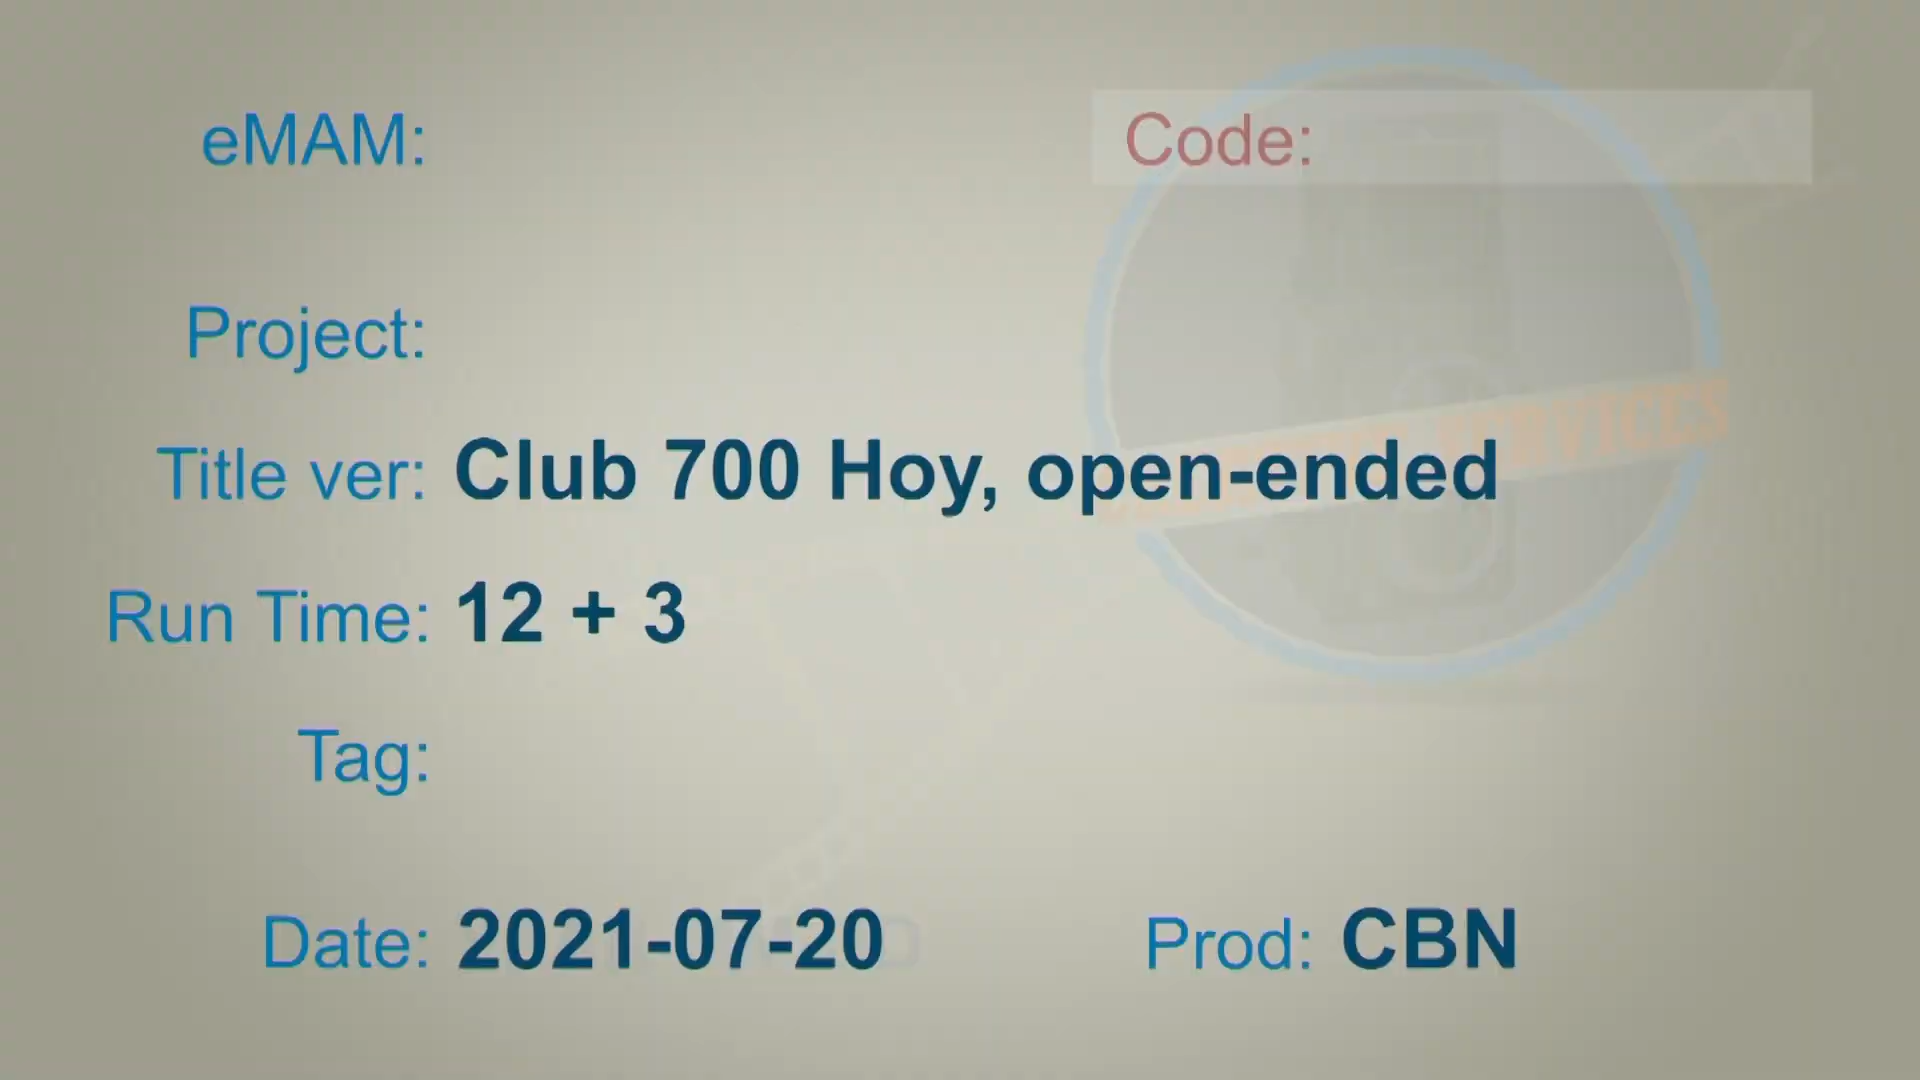 eMAM:
Code:
Project:
Title ver: Club 700 Hoy, open-ended
Run Time: 12 + 3
Tag:
Date: 2021-07-20
Prod: CBN
SERVICES